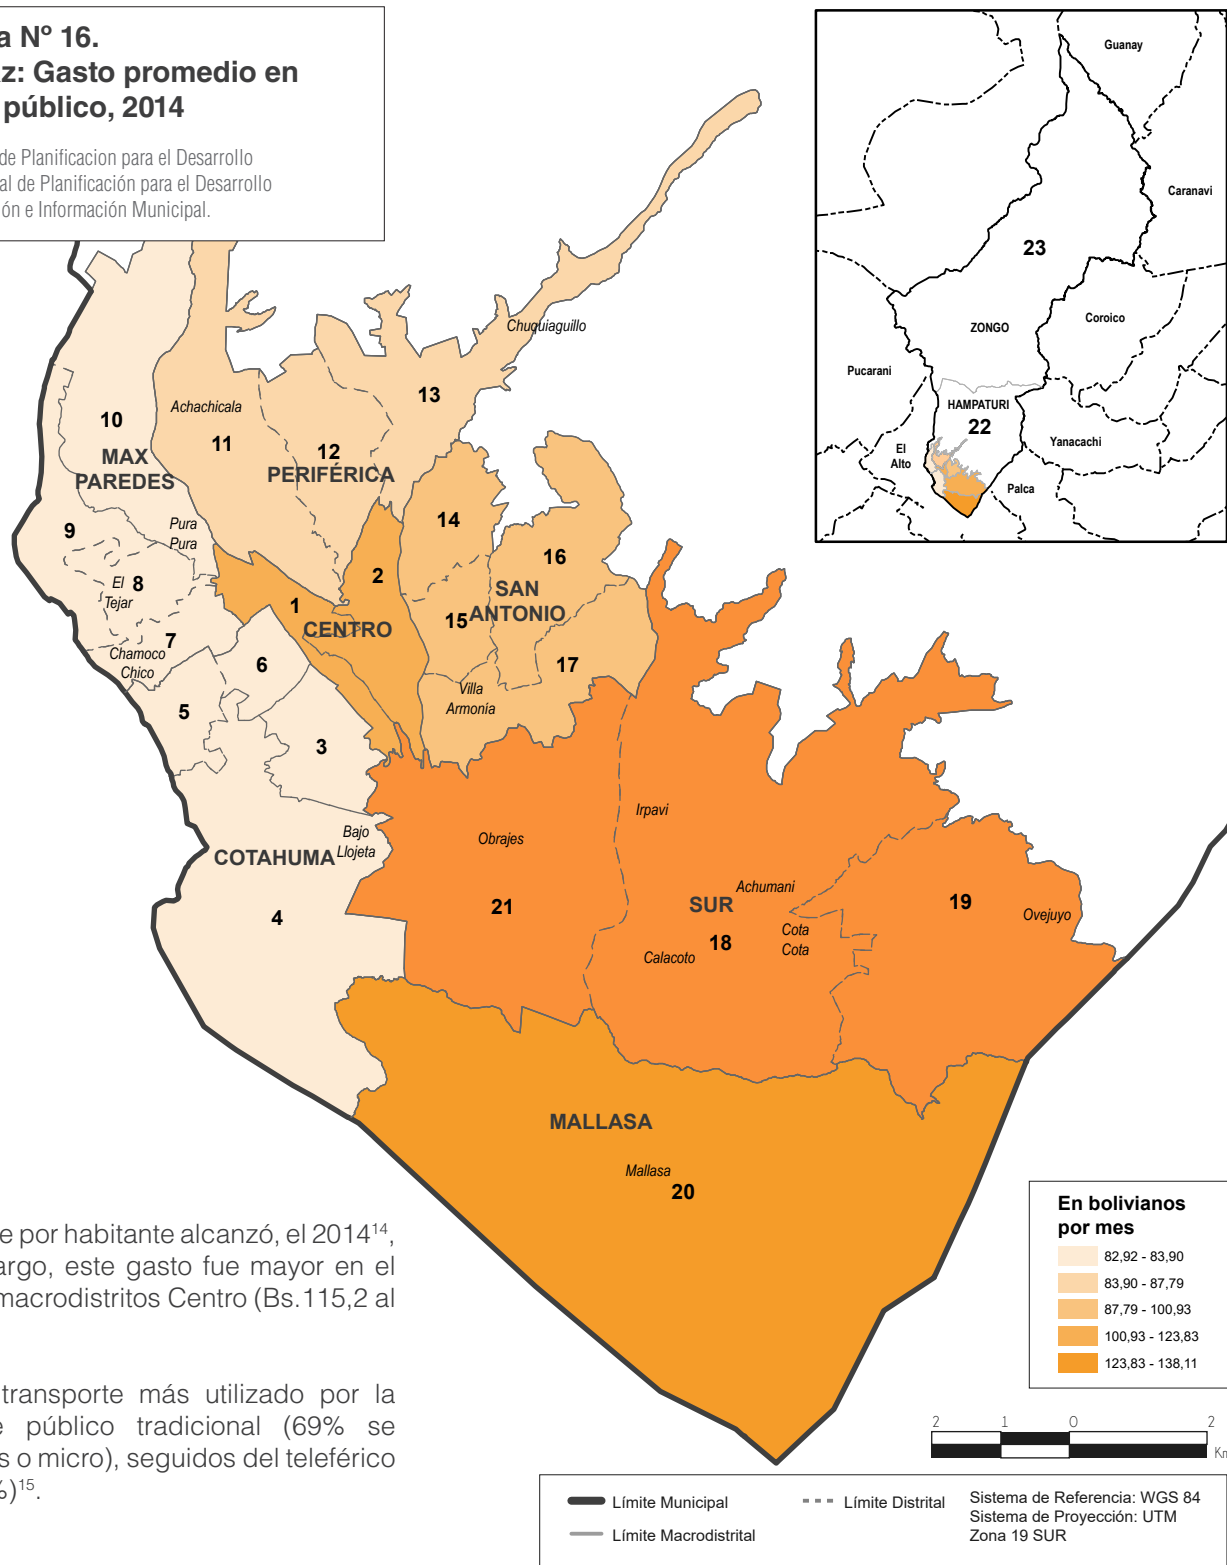 a Nº 16.
z: Gasto promedio en
público, 2014
de Planificacion para el Desarrollo
al de Planificación para el Desarrollo
ón e Información Municipal.
Guanay
Caranavi
23
ZONGO
Coroico
Pucarani
HAMPATURI
22
El
Alto
Yanacachi
Palca
Chuquiaguillo
13
10
MAX
PAREDES
Achachicala
11
12
PERIFÉRICA
9
Pura
Pura
14
16
El
Tejar
8
2
SAN
ANTONIO
1
CENTRO
15
7
Chamoco
Chico
6
17
5
Villa
Armonía
3
Irpavi
Bajo
Llojeta
COTAHUMA
Obrajes
4
21
Achumani
SUR
18
19
Ovejuyo
Cota
Cota
Calacoto
MALLASA
Mallasa
20
e por habitante alcanzó, el 2014¹⁴,
argo, este gasto fue mayor en el
macrodistritos Centro (Bs.115,2 al
transporte más utilizado por la
e público tradicional (69% se
s o micro), seguidos del teleférico
%)¹⁵.
En bolivianos
por mes
82,92 - 83,90
83,90 - 87,79
87,79 - 100,93
100,93 - 123,83
123,83 - 138,11
2 1 0 2
Km
Límite Municipal
Límite Distrital
Límite Macrodistrital
Sistema de Referencia: WGS 84
Sistema de Proyección: UTM
Zona 19 SUR